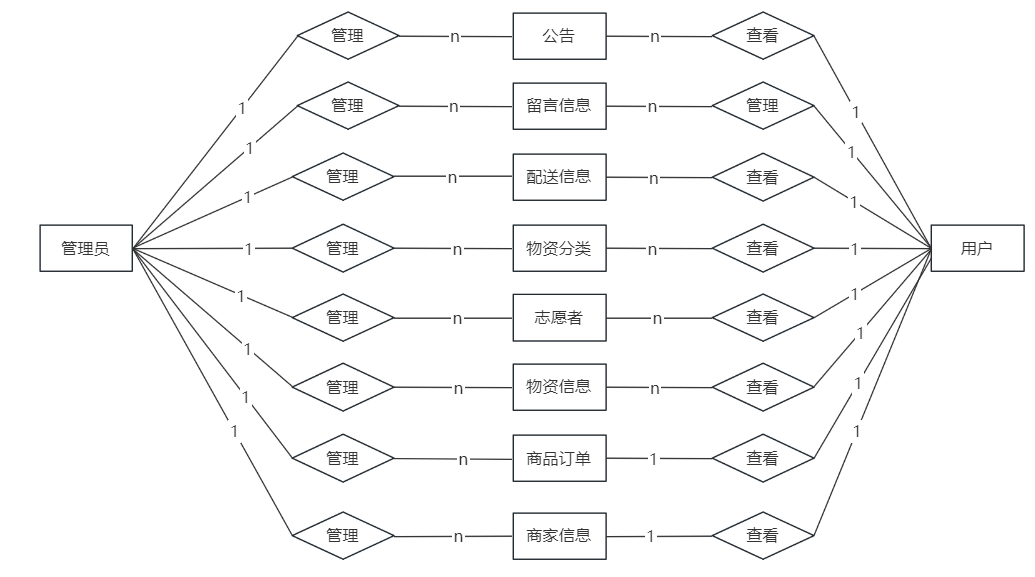 管理 n 公告 n 查看
1 1
管理 n 留言信息 n 管理
1 1
管理 n 配送信息 n 查看
1 1
管理员 1 管理 n 物资分类 n 查看 1 用户
1 1
管理 n 志愿者 n 查看
1 1
管理 n 物资信息 n 查看
1 1
管理 n 商品订单 1 查看
1 1
管理 n 商家信息 1 查看